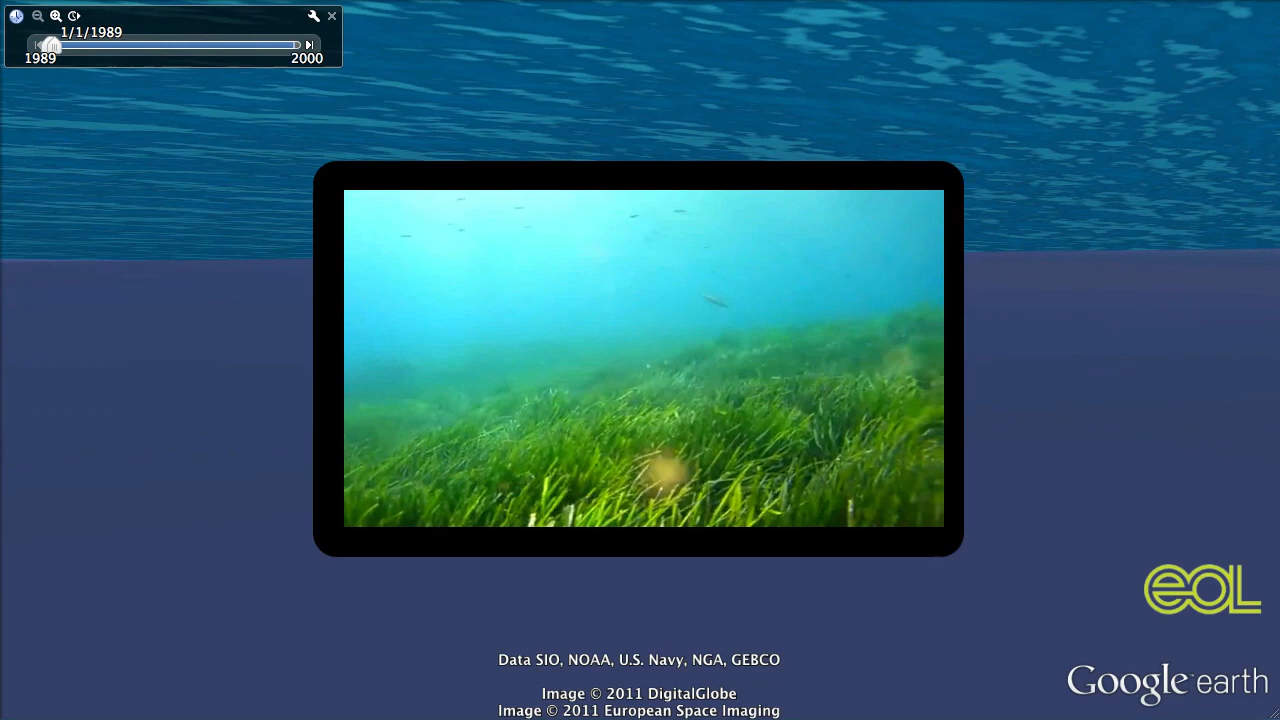 1/1/1989
1989
2000
eOL
Data SIO, NOAA, U.S. Navy, NGA, GEBCO
Image © 2011 DigitalGlobe
Image © 2011 European Space Imaging
Google earth